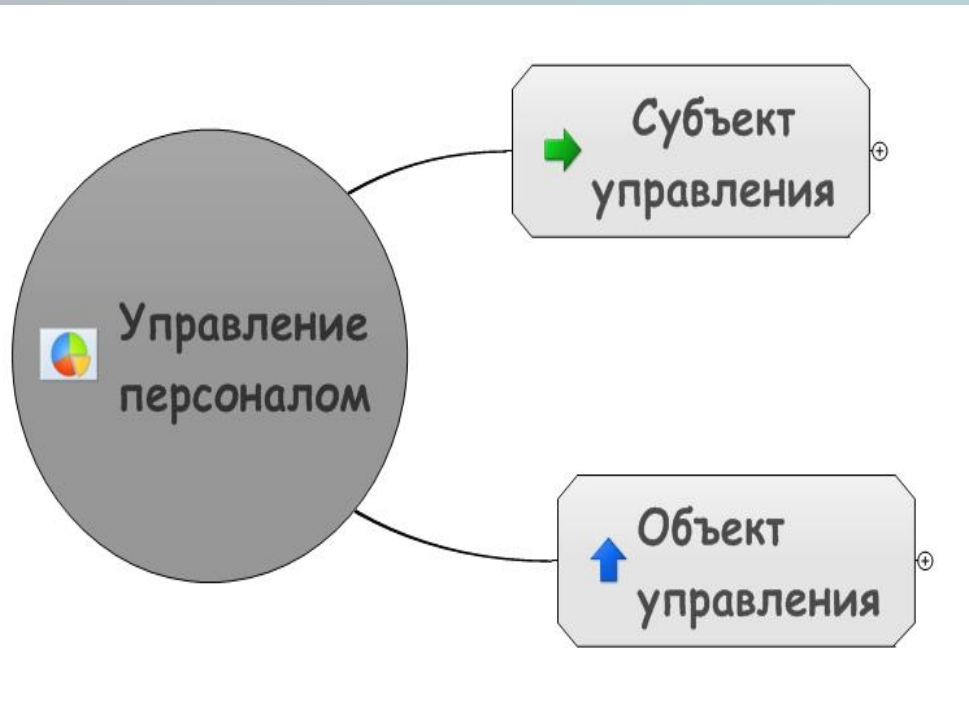 Управление
персоналом
Субъект
управления
Объект
управления